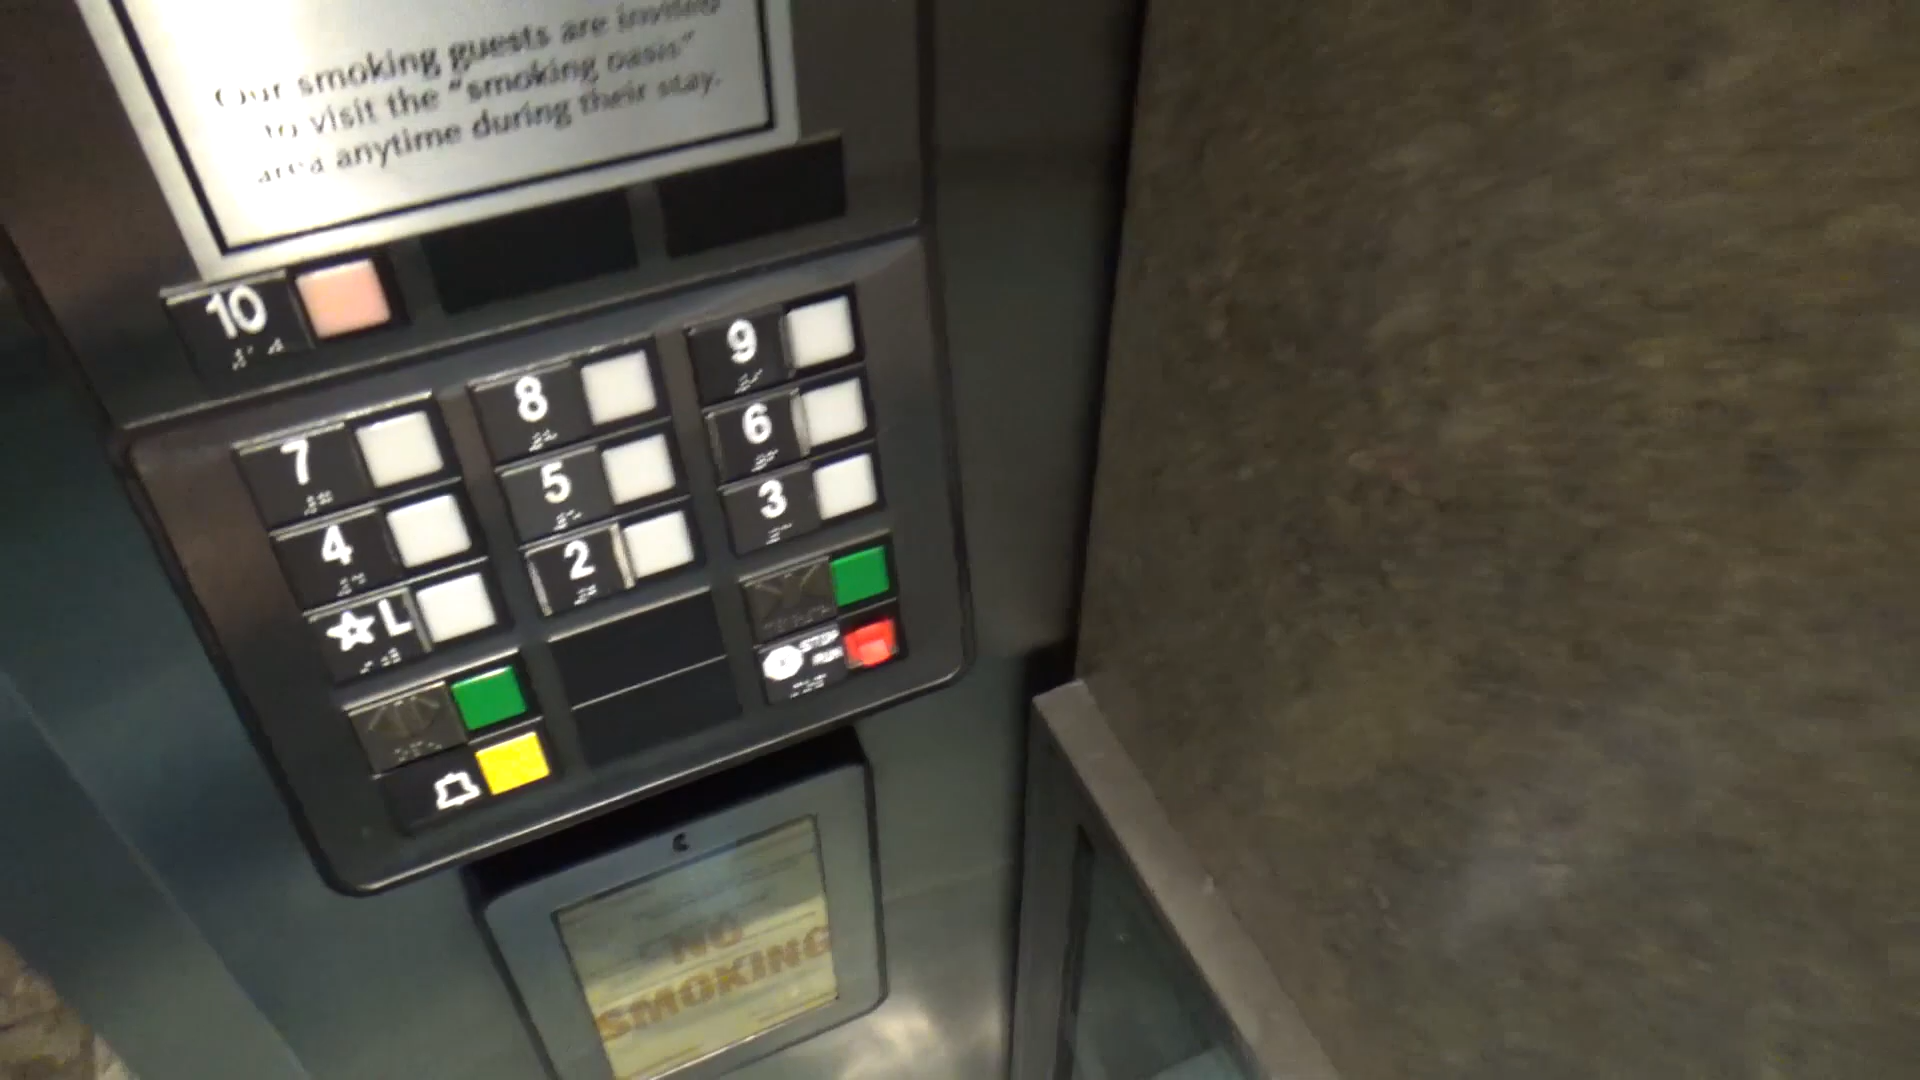 Our smoking guests are invited
to visit the "smoking oasis"
area anytime during their stay.
10
7 8 9
4 5 6
☆L 2 3
STOP
RUN
NO
SMOKING